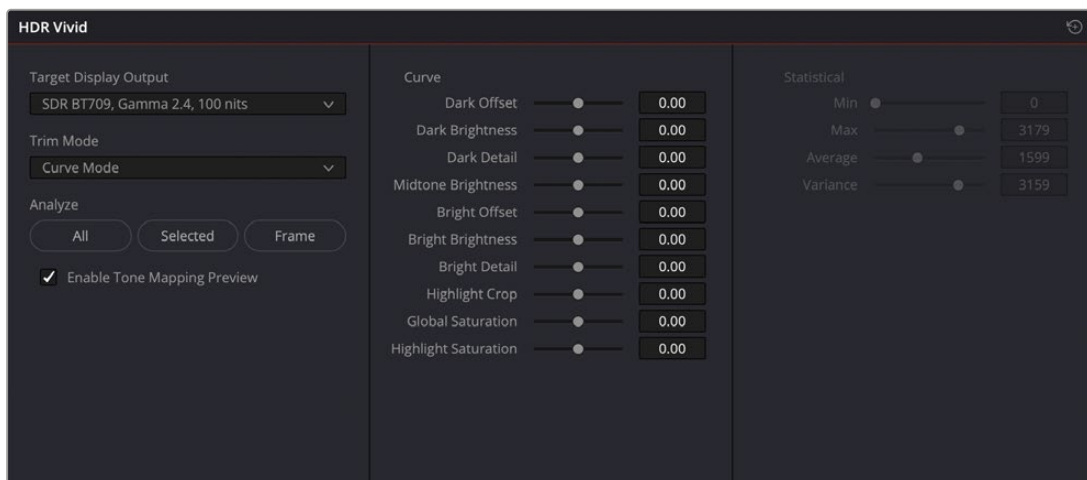 HDR Vivid
Target Display Output
SDR BT709, Gamma 2.4, 100 nits
Trim Mode
Curve Mode
Analyze
All Selected Frame
Enable Tone Mapping Preview
Curve
Dark Offset 0.00
Dark Brightness 0.00
Dark Detail 0.00
Midtone Brightness 0.00
Bright Offset 0.00
Bright Brightness 0.00
Bright Detail 0.00
Highlight Crop 0.00
Global Saturation 0.00
Highlight Saturation 0.00
Statistical
Min 0
Max 3179
Average 1599
Variance 3159